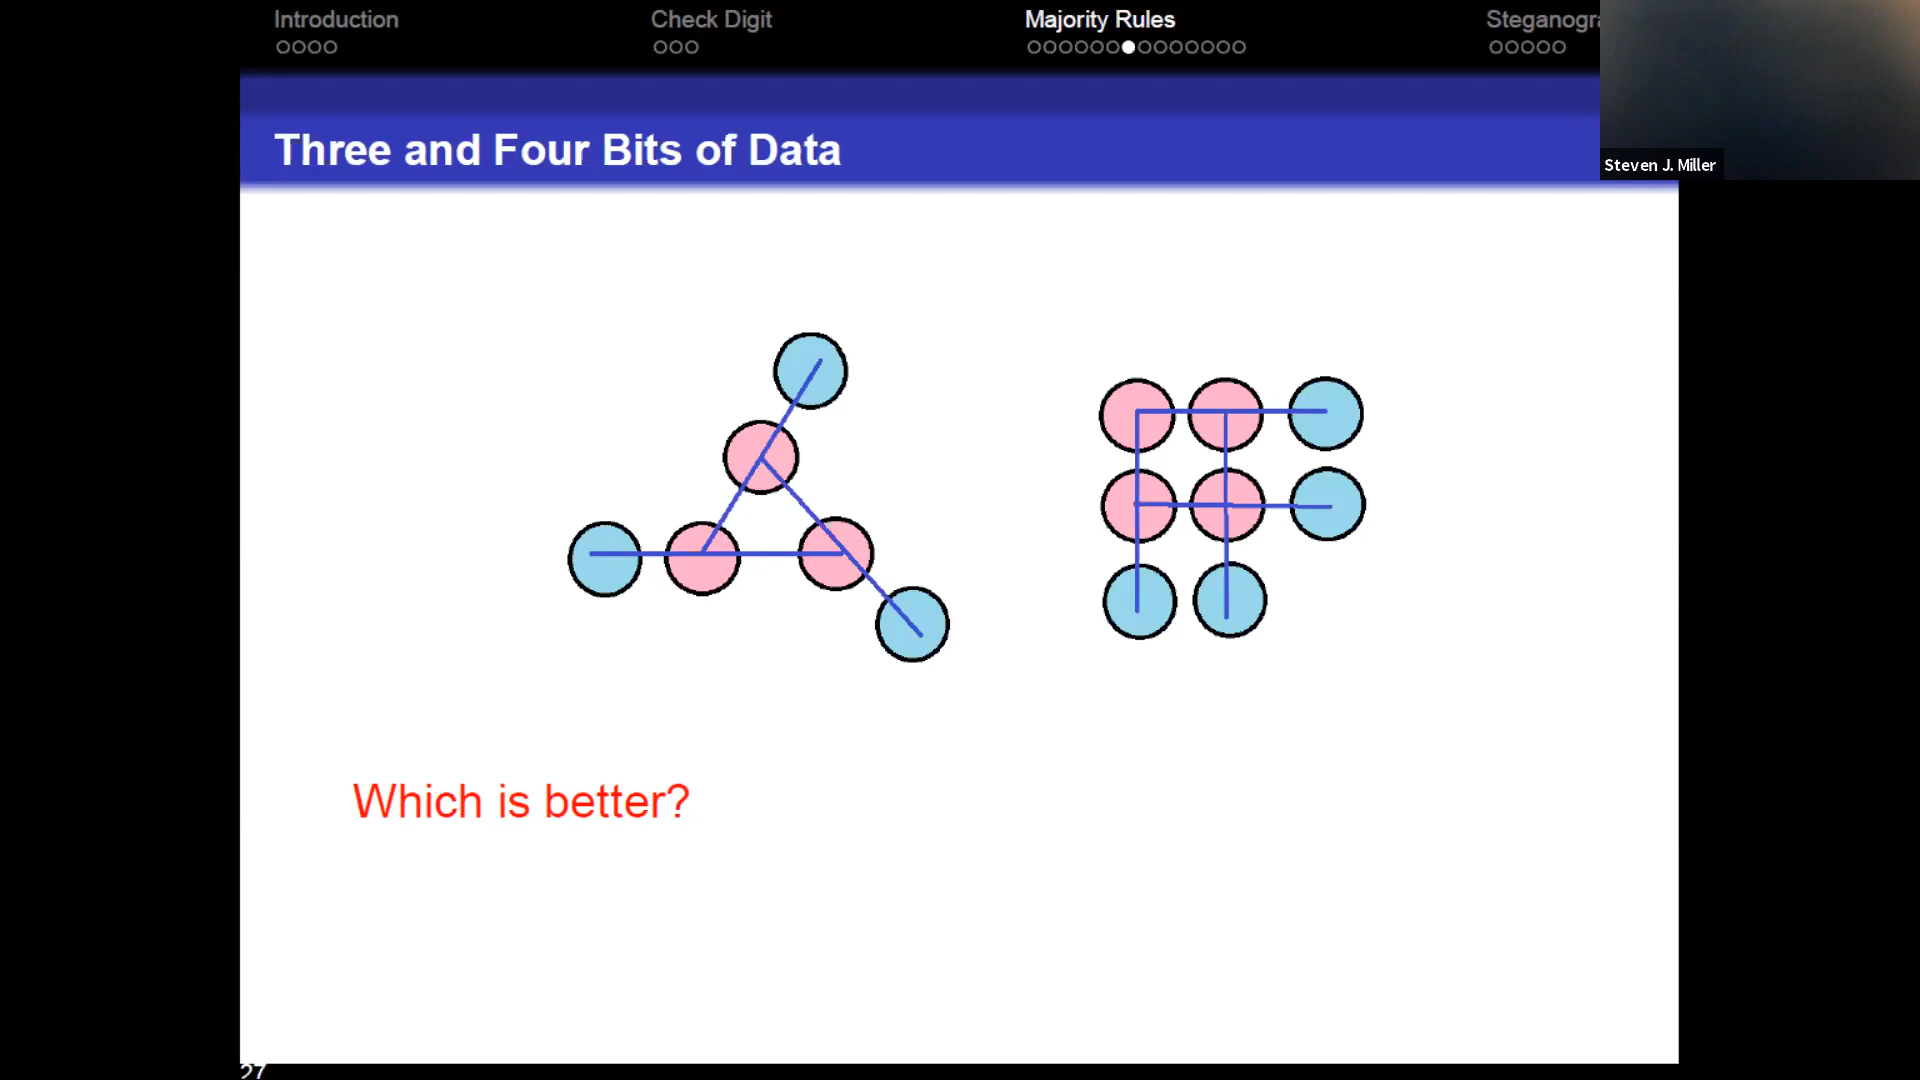 Introduction
Check Digit
Majority Rules
Steganogra
Three and Four Bits of Data
Steven J. Miller
Which is better?
27